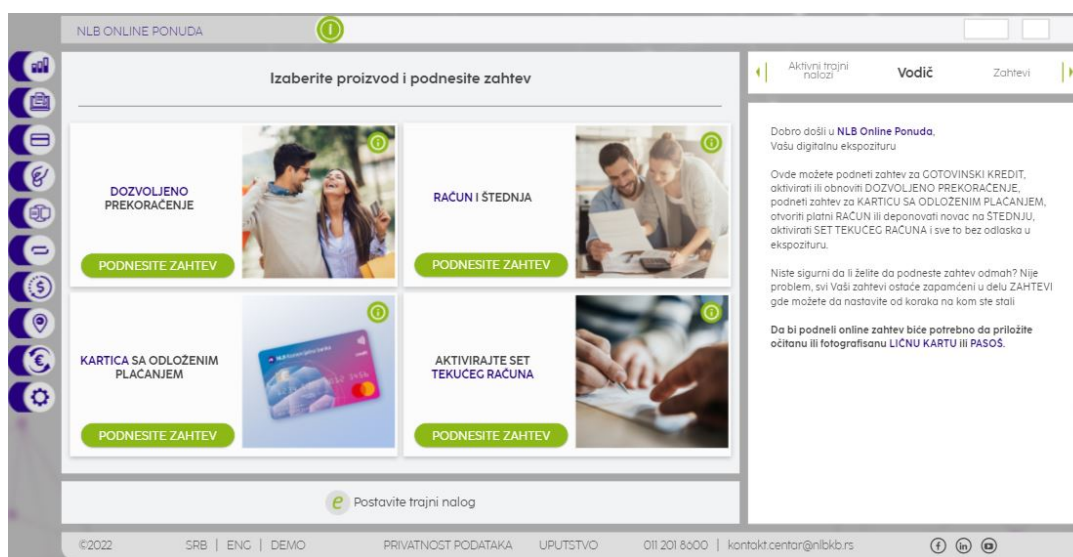 NLB ONLINE PONUDA
Izaberite proizvod i podnesite zahtev
DOZVOLJENO
PREKORAČENJE
PODNESITE ZAHTEV
RAČUN I ŠTEDNJA
PODNESITE ZAHTEV
KARTICA SA ODLOŽENIM
PLAĆANJEM
PODNESITE ZAHTEV
AKTIVIRAJTE SET
TEKUĆEG RAČUNA
PODNESITE ZAHTEV
Postavite trajni nalog
Aktivni trajni
nalozi
Vodič
Zahtevi
Dobro došli u NLB Online Ponuda,
Vašu digitalnu ekspozituru
Ovde možete podneti zahtev za GOTOVINSKI KREDIT,
aktivirati ili obnoviti DOZVOLJENO PREKORAČENJE,
podneti zahtev za KARTICU SA ODLOŽENIM PLAĆANJEM,
otvoriti platni RAČUN ili deponovati novac na ŠTEDNJU,
aktivirati SET TEKUĆEG RAČUNA i sve to bez odlaska u
ekspozituru.
Niste sigurni da li želite da podneste zahtev odmah? Nije
problem, svi Vaši zahtevi ostaće zapamćeni u delu ZAHTEVI
gde možete da nastavite od koraka na kom ste stali
Da bi podneli online zahtev biće potrebno da priložite
očitanu ili fotografisanu LIČNU KARTU ili PASOŠ.
©2022 SRB | ENG | DEMO PRIVATNOST PODATAKA UPUTSTVO 011 201 8600 | kontakt.centar@nlbkb.rs